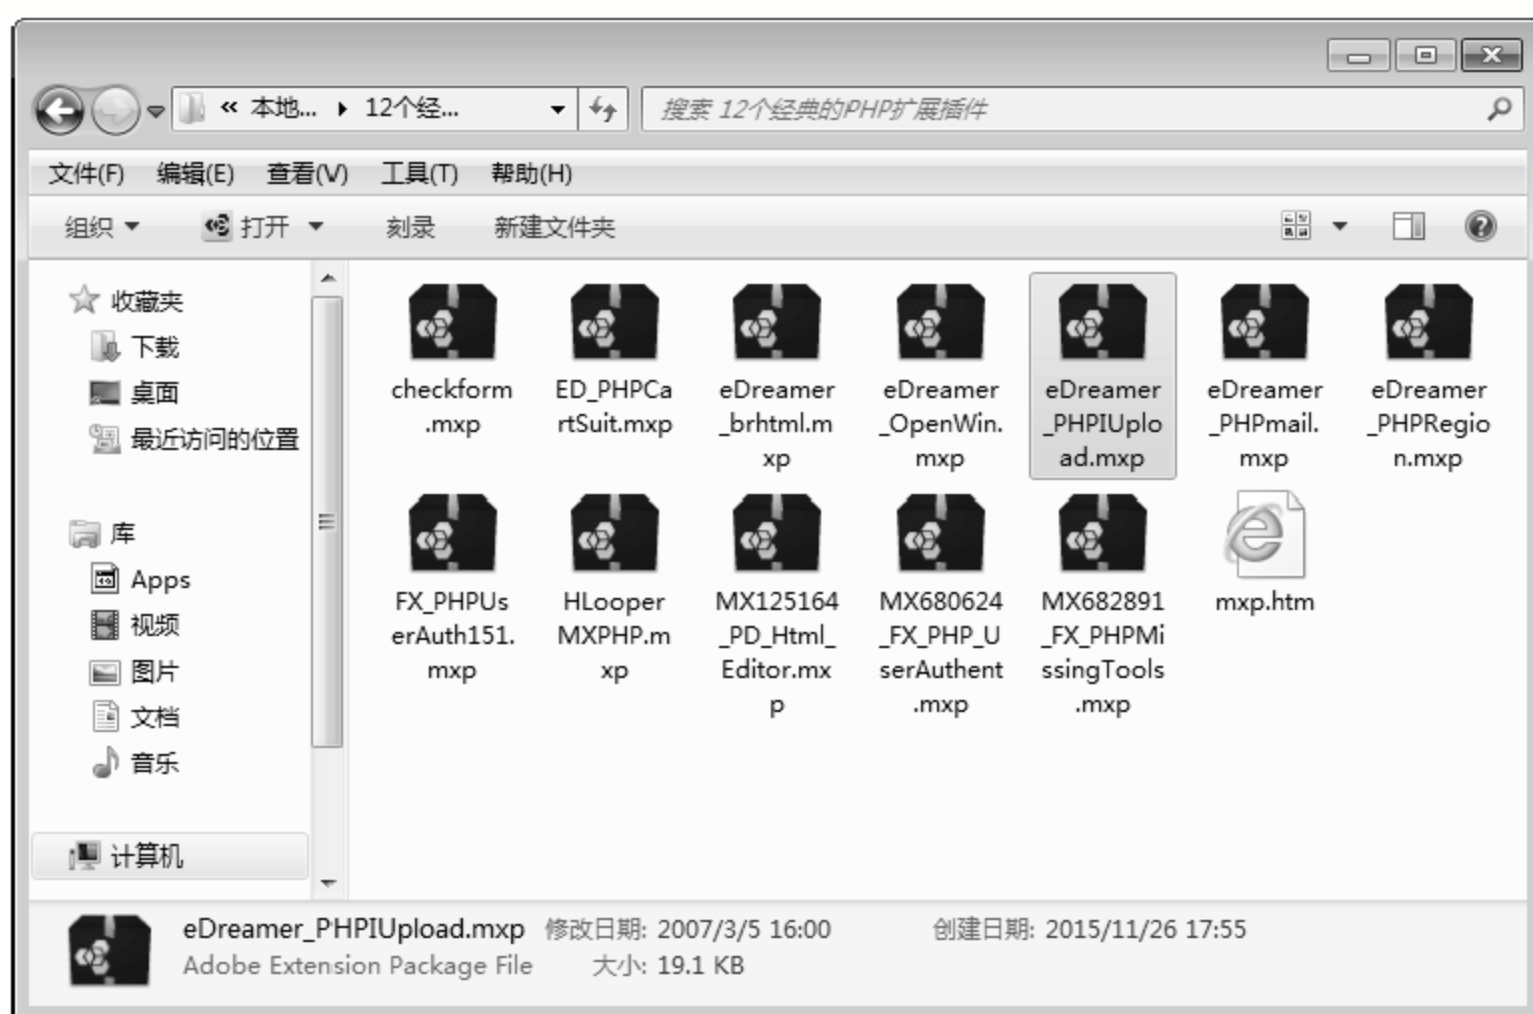 « 本地... ▸ 12个经...
搜索 12个经典的PHP扩展插件
文件(F) 编辑(E) 查看(V) 工具(T) 帮助(H)
组织 打开 刻录 新建文件夹
收藏夹
下载
桌面
最近访问的位置
库
Apps
视频
图片
文档
音乐
计算机
checkform
.mxp
ED_PHPCa
rtSuit.mxp
eDreamer
_brhtml.m
xp
eDreamer
_OpenWin.
mxp
eDreamer
_PHPIUplo
ad.mxp
eDreamer
_PHPmail.
mxp
eDreamer
_PHPRegio
n.mxp
FX_PHPUs
erAuth151.
mxp
HLooper
MXPHP.m
xp
MX125164
_PD_Html_
Editor.mx
p
MX680624
_FX_PHP_U
serAuthent
.mxp
MX682891
_FX_PHPMi
ssingTools
.mxp
mxp.htm
eDreamer_PHPIUpload.mxp 修改日期: 2007/3/5 16:00 创建日期: 2015/11/26 17:55
Adobe Extension Package File 大小: 19.1 KB